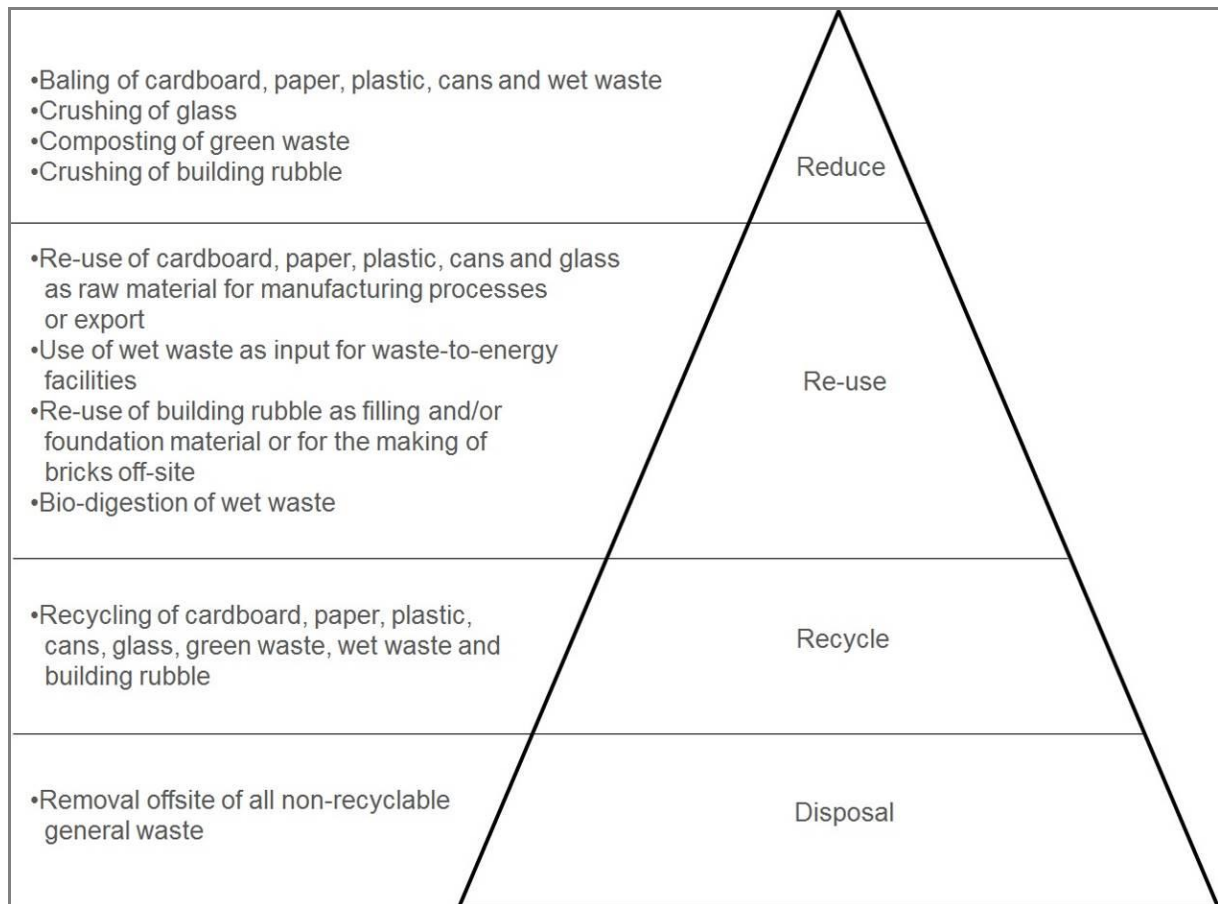 •Baling of cardboard, paper, plastic, cans and wet waste
•Crushing of glass
•Composting of green waste
•Crushing of building rubble
Reduce
•Re-use of cardboard, paper, plastic, cans and glass
as raw material for manufacturing processes
or export
•Use of wet waste as input for waste-to-energy
facilities
•Re-use of building rubble as filling and/or
foundation material or for the making of
bricks off-site
•Bio-digestion of wet waste
Re-use
•Recycling of cardboard, paper, plastic,
cans, glass, green waste, wet waste and
building rubble
Recycle
•Removal offsite of all non-recyclable
general waste
Disposal